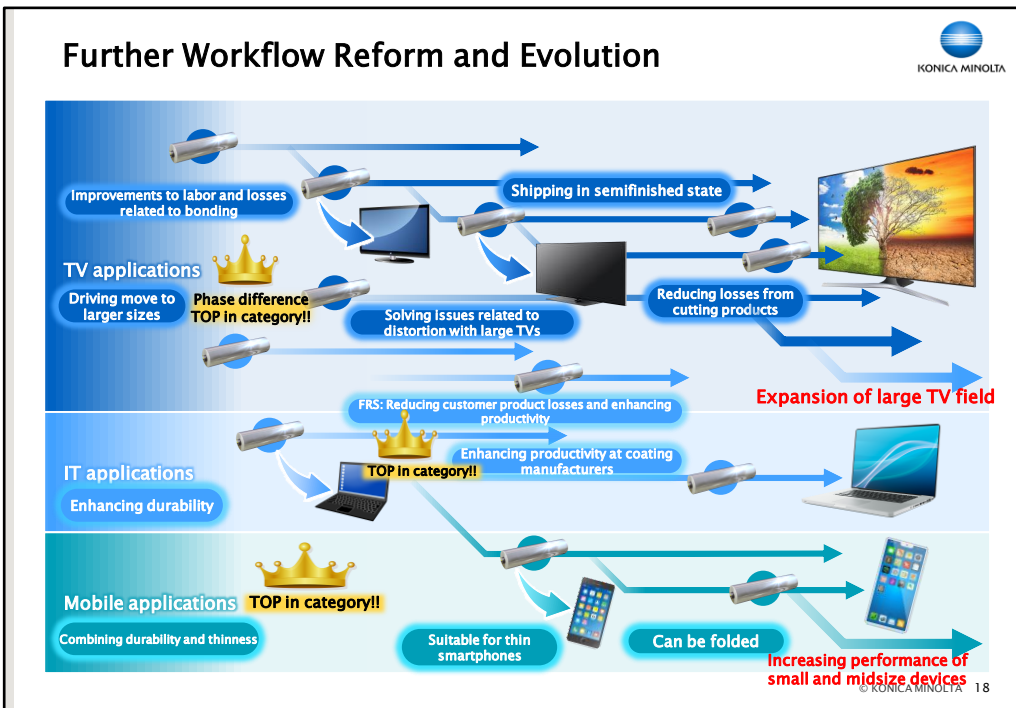 Further Workflow Reform and Evolution
KONICA MINOLTA
Improvements to labor and losses
related to bonding
Shipping in semifinished state
TV applications
Driving move to
larger sizes
Phase difference
TOP in category!!
Solving issues related to
distortion with large TVs
Reducing losses from
cutting products
Expansion of large TV field
FRS: Reducing customer product losses and enhancing
productivity
IT applications
Enhancing durability
TOP in category!!
Enhancing productivity at coating
manufacturers
Mobile applications
TOP in category!!
Combining durability and thinness
Suitable for thin
smartphones
Can be folded
Increasing performance of
small and midsize devices
© KONICA MINOLTA
18